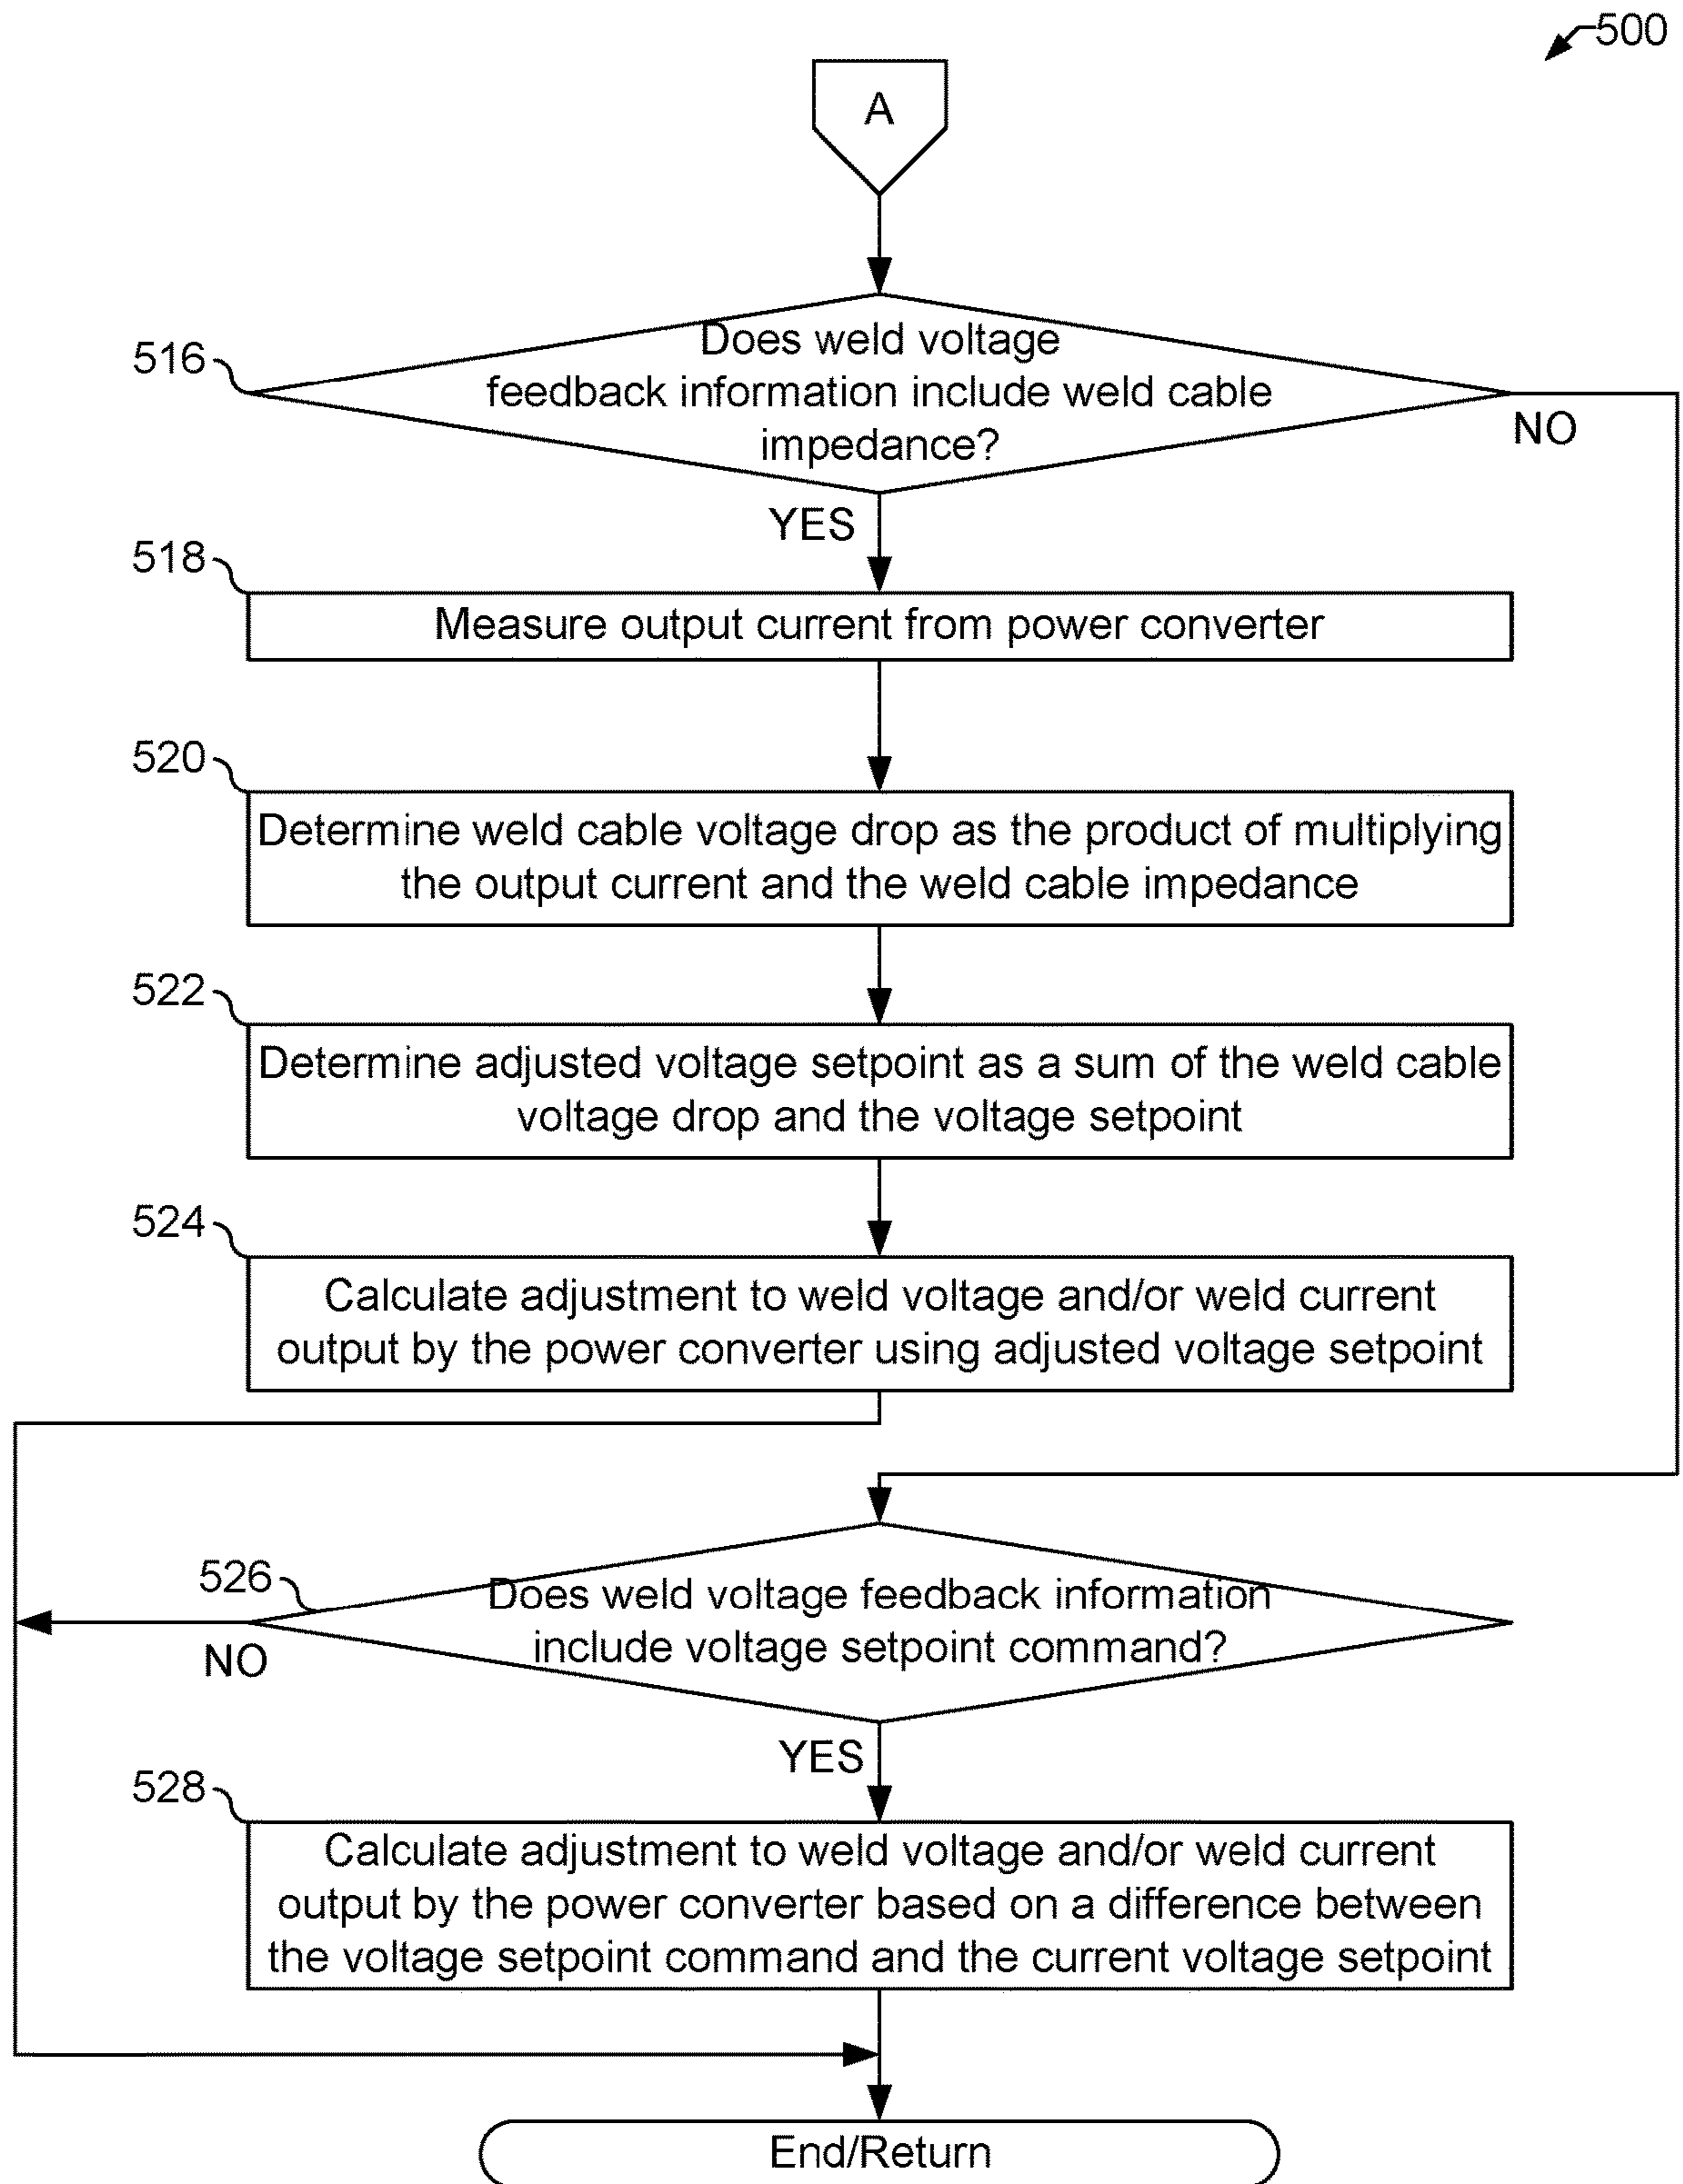 500
A
516
Does weld voltage
feedback information include weld cable
impedance?
NO
YES
518
Measure output current from power converter
520
Determine weld cable voltage drop as the product of multiplying
the output current and the weld cable impedance
522
Determine adjusted voltage setpoint as a sum of the weld cable
voltage drop and the voltage setpoint
524
Calculate adjustment to weld voltage and/or weld current
output by the power converter using adjusted voltage setpoint
526
Does weld voltage feedback information
include voltage setpoint command?
NO
YES
528
Calculate adjustment to weld voltage and/or weld current
output by the power converter based on a difference between
the voltage setpoint command and the current voltage setpoint
End/Return